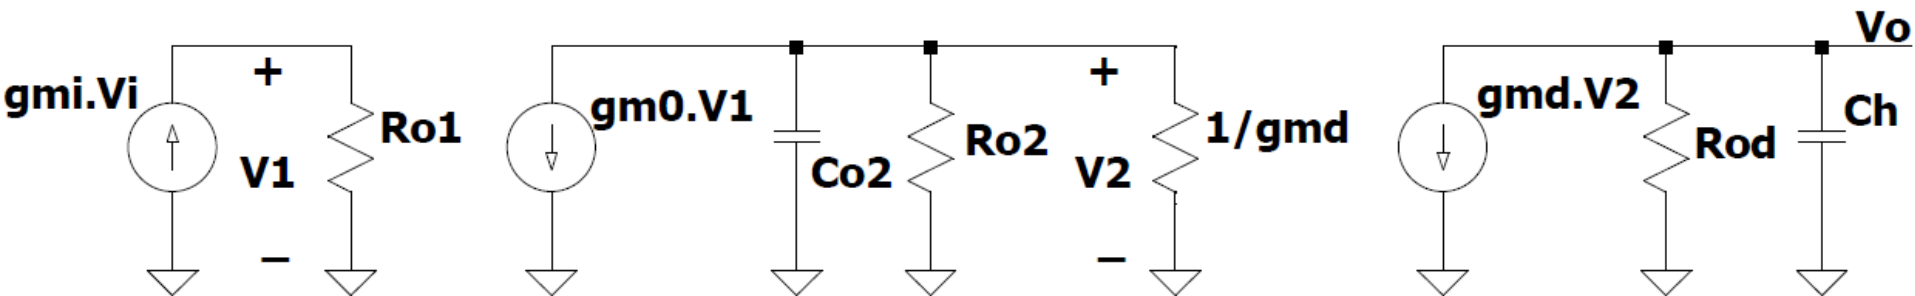 gmi.Vi
+
V1
−
Ro1
gm0.V1
Co2
Ro2
+
V2
−
1/gmd
gmd.V2
Rod
Ch
Vo